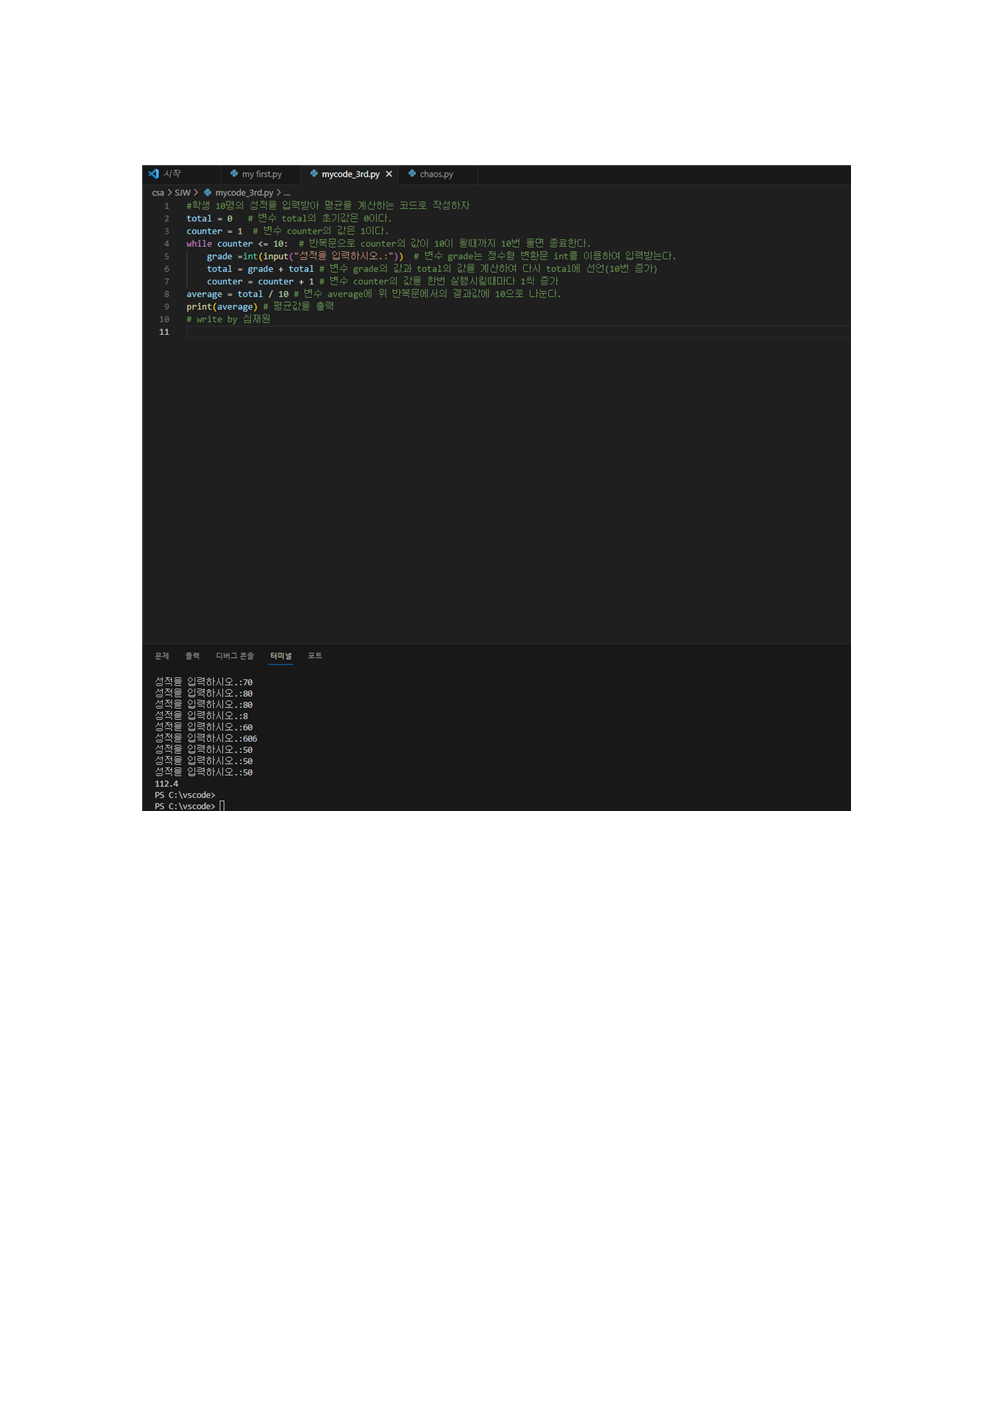 시작 my first.py mycode_3rd.py × chaos.py
csa > SJW > mycode_3rd.py > ...
1 #학생 10명의 성적을 입력받아 평균을 계산하는 코드로 작성하자
2 total = 0 # 변수 total의 초기값은 0이다.
3 counter = 1 # 변수 counter의 값은 1이다.
4 while counter <= 10: # 반복문으로 counter의 값이 10이 될때까지 10번 돌면 종료한다.
5 grade =int(input("성적을 입력하시오.:")) # 변수 grade는 정수형 변환문 int를 이용하여 입력받는다.
6 total = grade + total # 변수 grade의 값과 total의 값을 계산하여 다시 total에 선언(10번 증가)
7 counter = counter + 1 # 변수 counter의 값을 한번 실행시킬때마다 1씩 증가
8 average = total / 10 # 변수 average에 위 반복문에서의 결과값에 10으로 나눈다.
9 print(average) # 평균값을 출력
10 # write by 심재원
11
문제 출력 디버그 콘솔 터미널 포트
성적을 입력하시오.:70
성적을 입력하시오.:80
성적을 입력하시오.:80
성적을 입력하시오.:8
성적을 입력하시오.:60
성적을 입력하시오.:606
성적을 입력하시오.:50
성적을 입력하시오.:50
성적을 입력하시오.:50
112.4
PS C:\vscode>
PS C:\vscode>